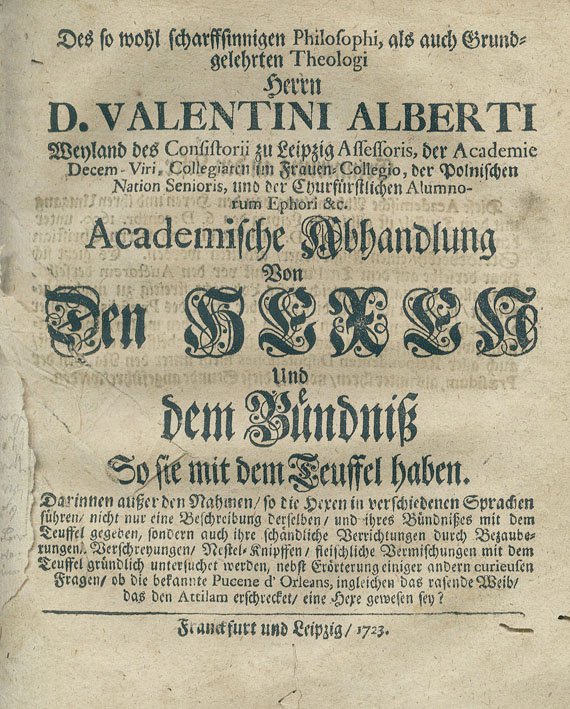 Des so wohl scharffsinnigen Philosophi, als auch Grund-
gelehrten Theologi
Herrn
D. VALENTINI ALBERTI
Weyland des Consistorii zu Leipzig Assessoris, der Academie
Decem-Viri, Collegiaten im Frauen-Collegio, der Polnischen
Nation Senioris, und der Churfürstlichen Alumno-
rum Ephori &c.
Academische Abhandlung
Von
Den HEXEN
Und
dem Bündniß
So sie mit dem Teuffel haben.
Darinnen außer den Nahmen/ so die Hexen in verschiedenen Sprachen
führen/ nicht nur eine Beschreibung derselben/ und ihres Bündnißes mit dem
Teuffel gegeben, sondern auch ihre schändliche Verrichtungen durch Bezaube-
rungen/ Verschreyungen/ Nestel-Knipffen/ fleischliche Vermischungen mit dem
Teuffel gründlich untersuchet werden, nebst Erörterung einiger andern curieusen
Fragen/ ob die bekannte Pucene d' Orleans, ingleichen das rasende Weib/
das den Attilam erschrecket/ eine Hexe gewesen sey?
Franckfurt und Leipzig/ 1723.